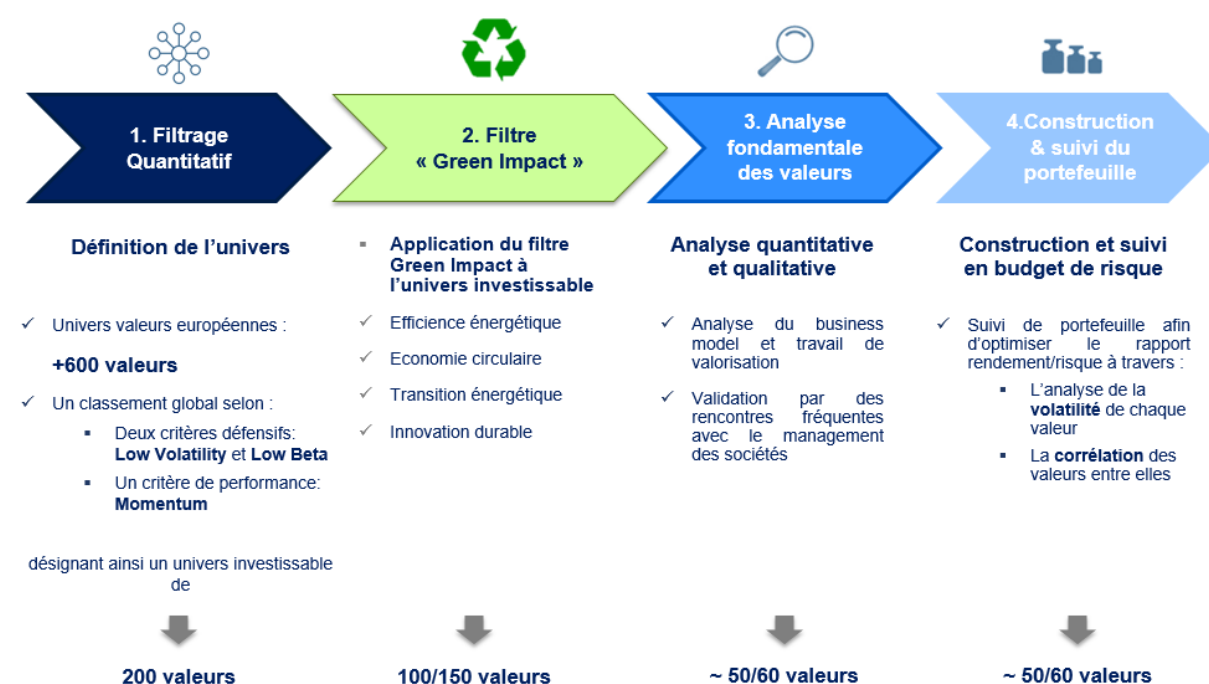 1. Filtrage
Quantitatif
2. Filtre
« Green Impact »
3. Analyse
fondamentale
des valeurs
4.Construction
& suivi du
portefeuille
Définition de l’univers
✓ Univers valeurs européennes :
+600 valeurs
✓ Un classement global selon :
▪ Deux critères défensifs:
Low Volatility et Low Beta
▪ Un critère de performance:
Momentum
désignant ainsi un univers investissable
de
200 valeurs
▪ Application du filtre
Green Impact à
l’univers investissable
✓ Efficience énergétique
✓ Economie circulaire
✓ Transition énergétique
✓ Innovation durable
100/150 valeurs
Analyse quantitative
et qualitative
✓ Analyse du business
model et travail de
valorisation
✓ Validation par des
rencontres fréquentes
avec le management
des sociétés
~ 50/60 valeurs
Construction et suivi
en budget de risque
✓ Suivi de portefeuille afin
d’optimiser le rapport
rendement/risque à travers :
▪ L’analyse de la
volatilité de chaque
valeur
▪ La corrélation des
valeurs entre elles
~ 50/60 valeurs